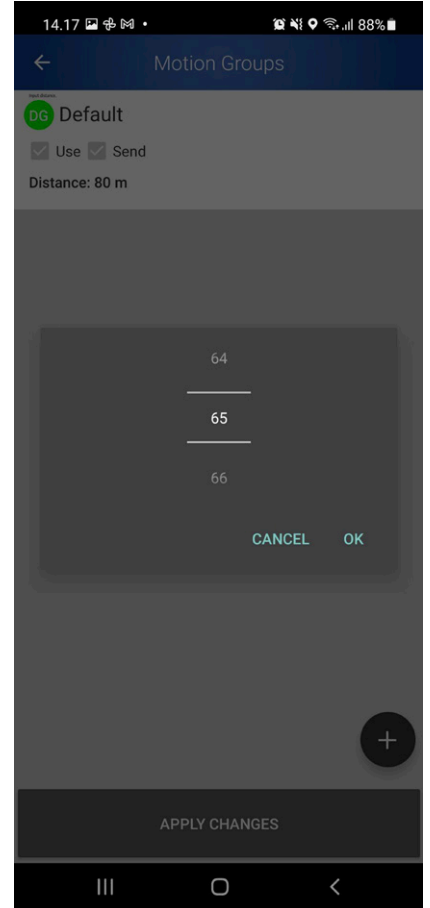 14.17
88%
Motion Groups
DG Default
Use Send
Distance: 80 m
64
65
66
CANCEL OK
APPLY CHANGES